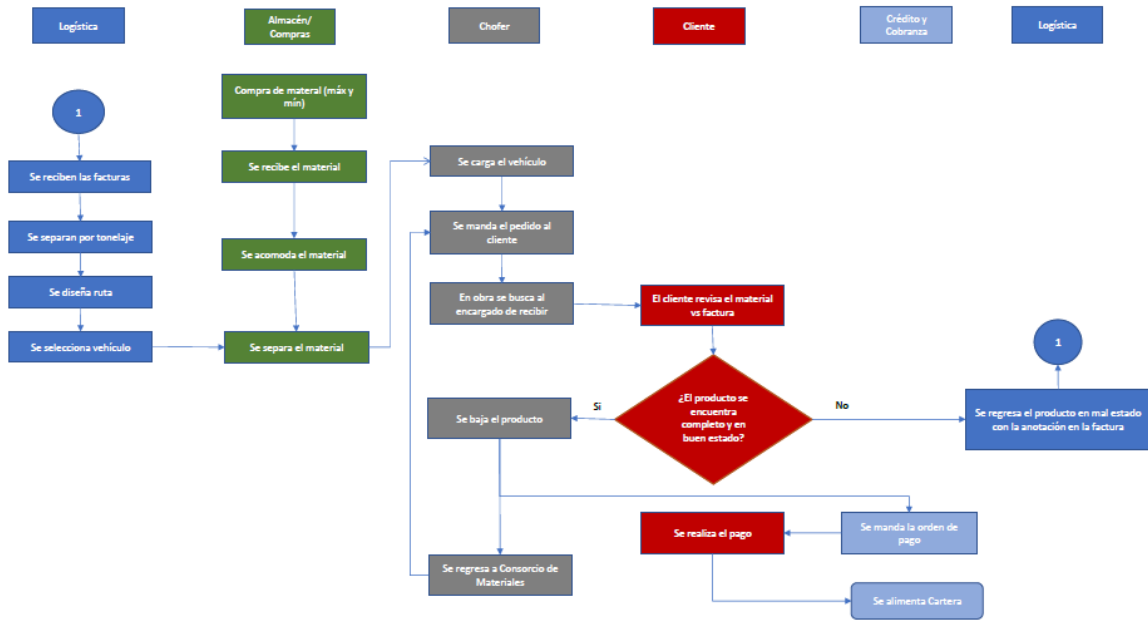 Logística
Almacén/
Compras
Chofer
Cliente
Crédito y
Cobranza
Logística
1
Se reciben las facturas
Se separan por tonelaje
Se diseña ruta
Se selecciona vehículo
Compra de materal (máx y
mín)
Se recibe el material
Se acomoda el material
Se separa el material
Se carga el vehículo
Se manda el pedido al
cliente
En obra se busca al
encargado de recibir
El cliente revisa el material
vs factura
¿El producto se
encuentra
completo y en
buen estado?
Si
No
Se baja el producto
Se regresa a Consorcio de
Materiales
1
Se regresa el producto en mal estado
con la anotación en la factura
Se manda la orden de
pago
Se realiza el pago
Se alimenta Cartera